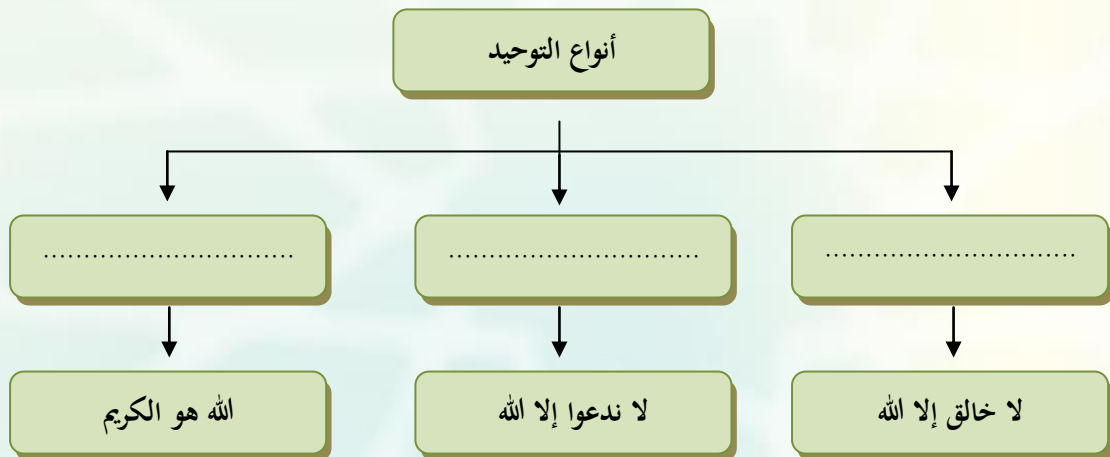 أنواع التوحيد
..............................
..............................
..............................
لا خالق إلا الله
لا ندعوا إلا الله
الله هو الكريم